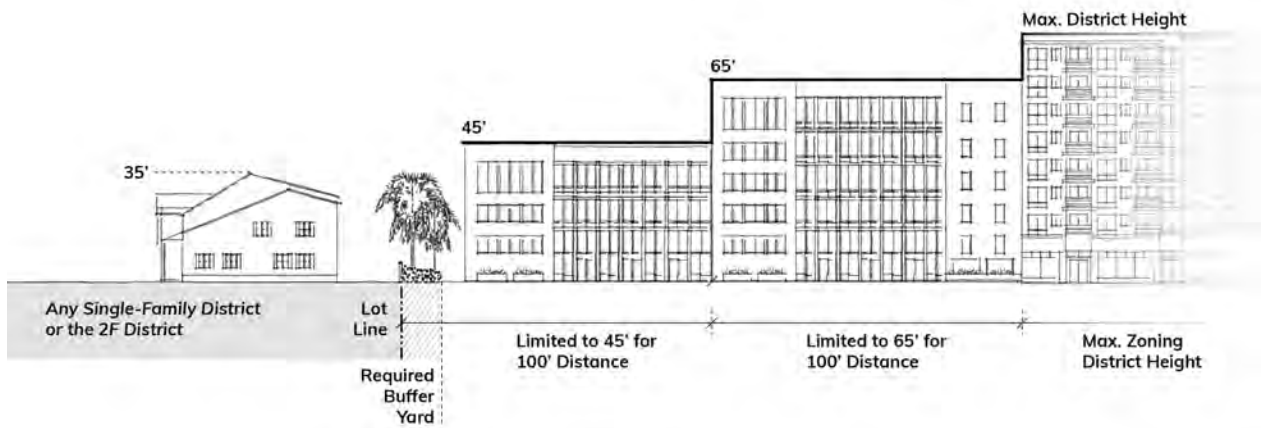 Max. District Height
65'
45'
35'
Any Single-Family District
or the 2F District
Lot
Line
Required
Buffer
Yard
Limited to 45' for
100' Distance
Limited to 65' for
100' Distance
Max. Zoning
District Height